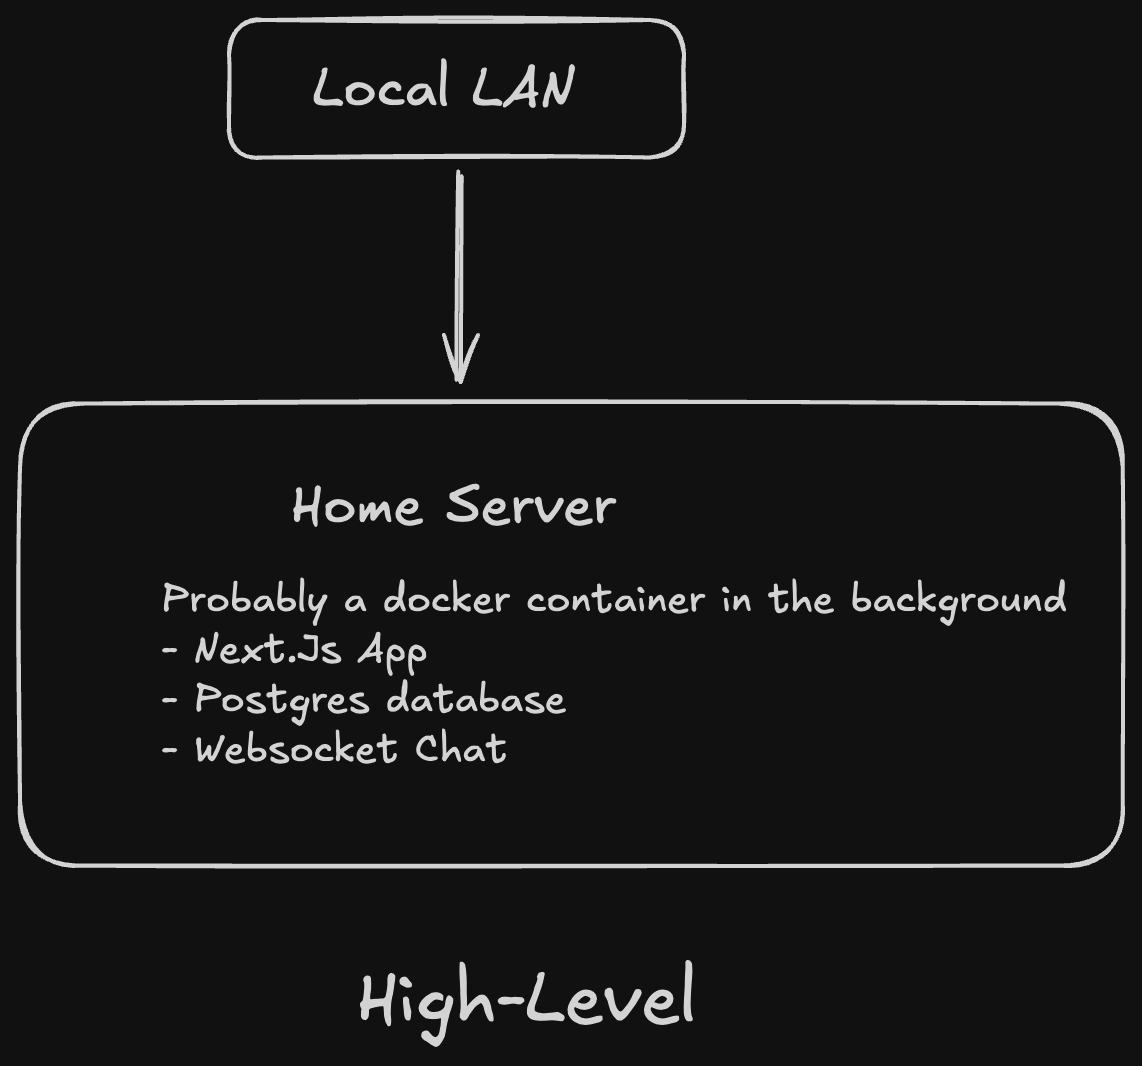 Local LAN
Home Server
Probably a docker container in the background
- Next.Js App
- Postgres database
- Websocket Chat
High-Level